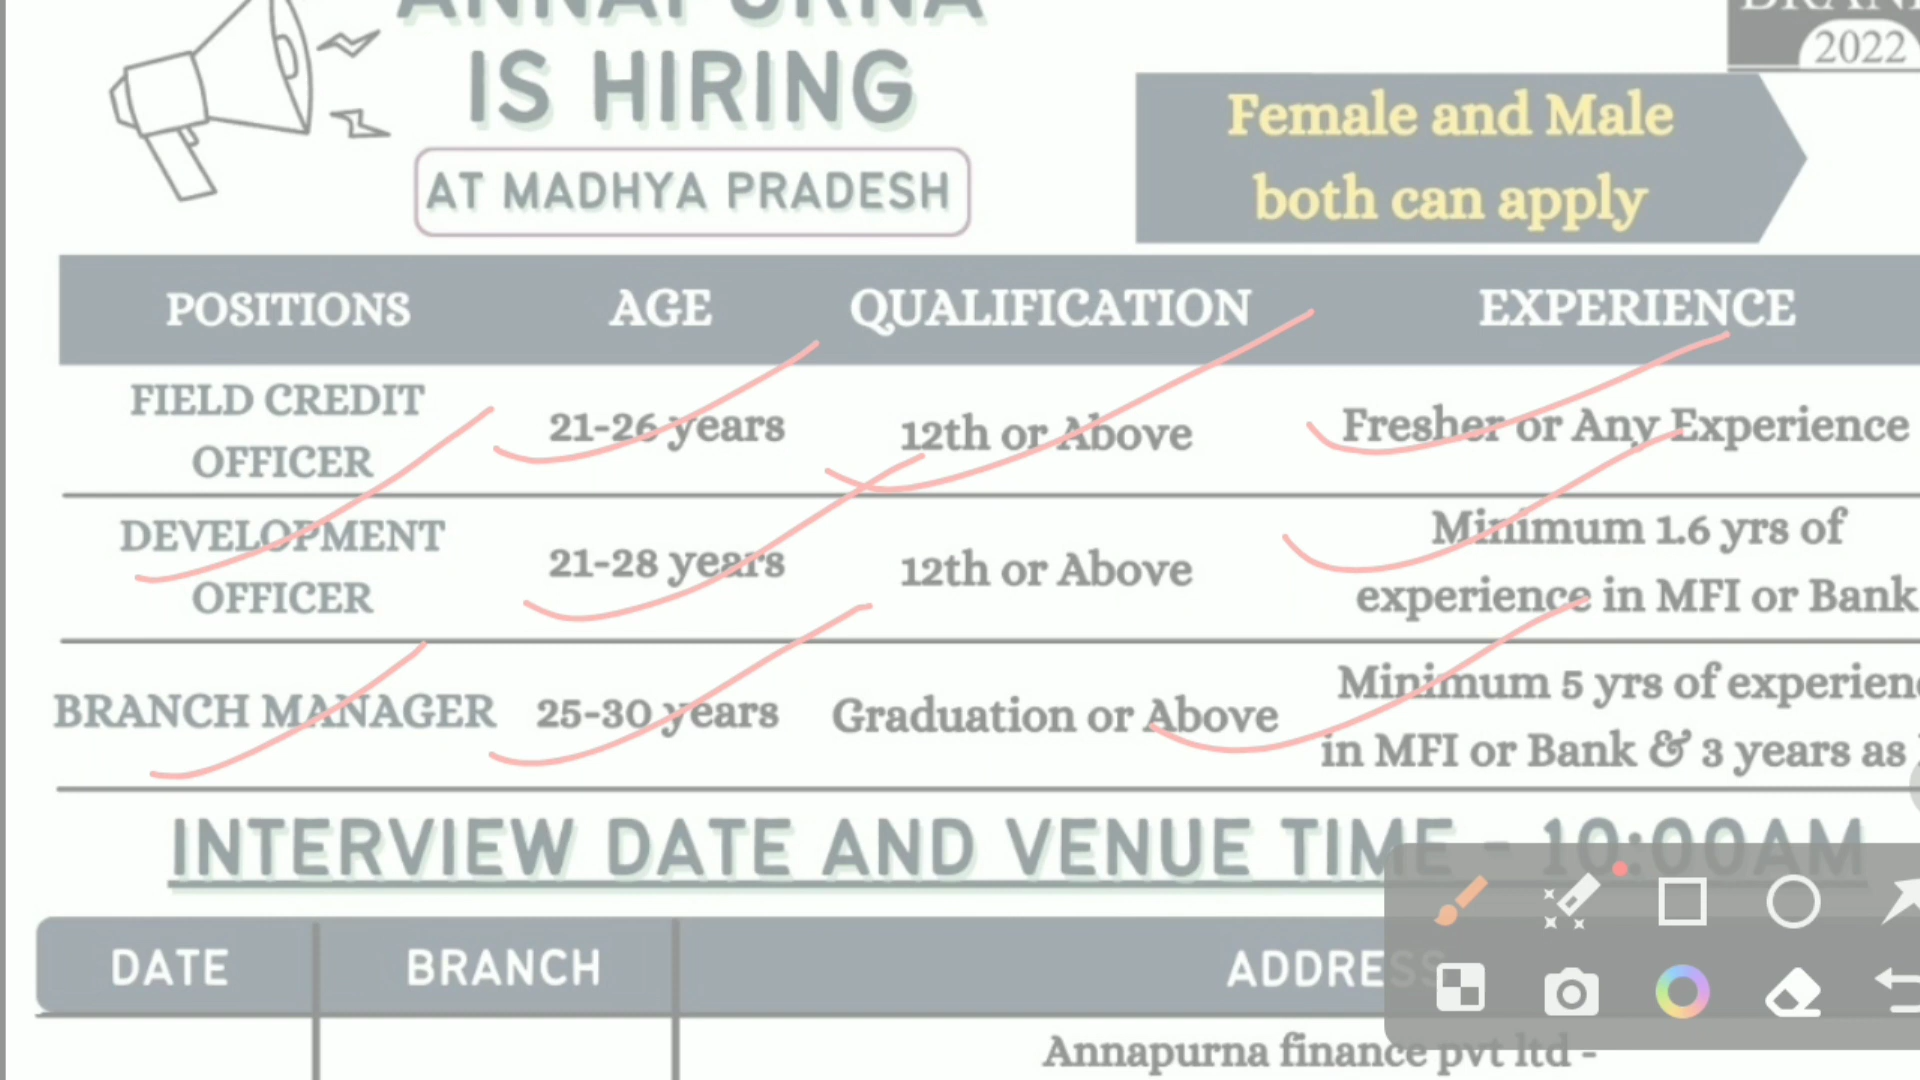 ANNAPURNA
IS HIRING
AT MADHYA PRADESH
BRAND
2022
Female and Male
both can apply
POSITIONS AGE QUALIFICATION EXPERIENCE
FIELD CREDIT
OFFICER
21-26 years
12th or Above
Fresher or Any Experience
DEVELOPMENT
OFFICER
21-28 years
12th or Above
Minimum 1.6 yrs of
experience in MFI or Bank
BRANCH MANAGER
25-30 years
Graduation or Above
Minimum 5 yrs of experienc
in MFI or Bank & 3 years as
INTERVIEW DATE AND VENUE TIME - 10:00AM
DATE BRANCH ADDRESS
Annapurna finance pvt ltd -